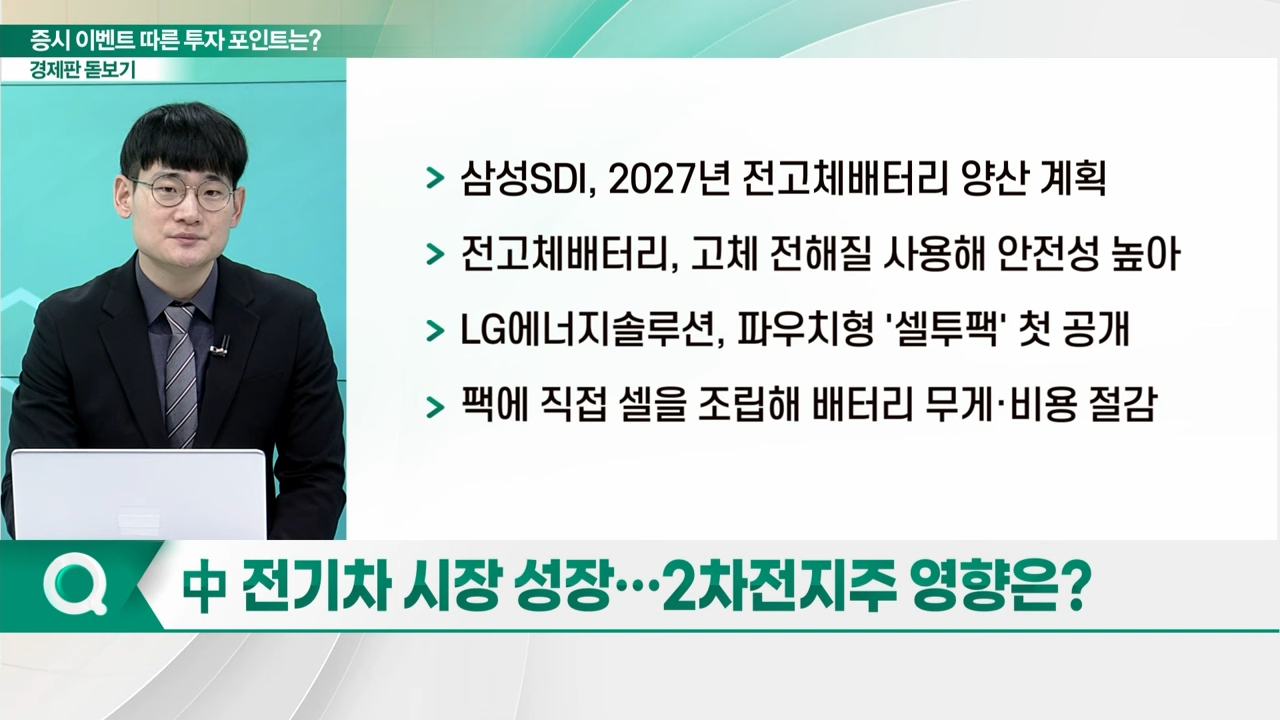 증시 이벤트 따른 투자 포인트는?
경제판 돋보기
> 삼성SDI, 2027년 전고체배터리 양산 계획
> 전고체배터리, 고체 전해질 사용해 안전성 높아
> LG에너지솔루션, 파우치형 '셀투팩' 첫 공개
> 팩에 직접 셀을 조립해 배터리 무게·비용 절감
Q 中 전기차 시장 성장…2차전지주 영향은?